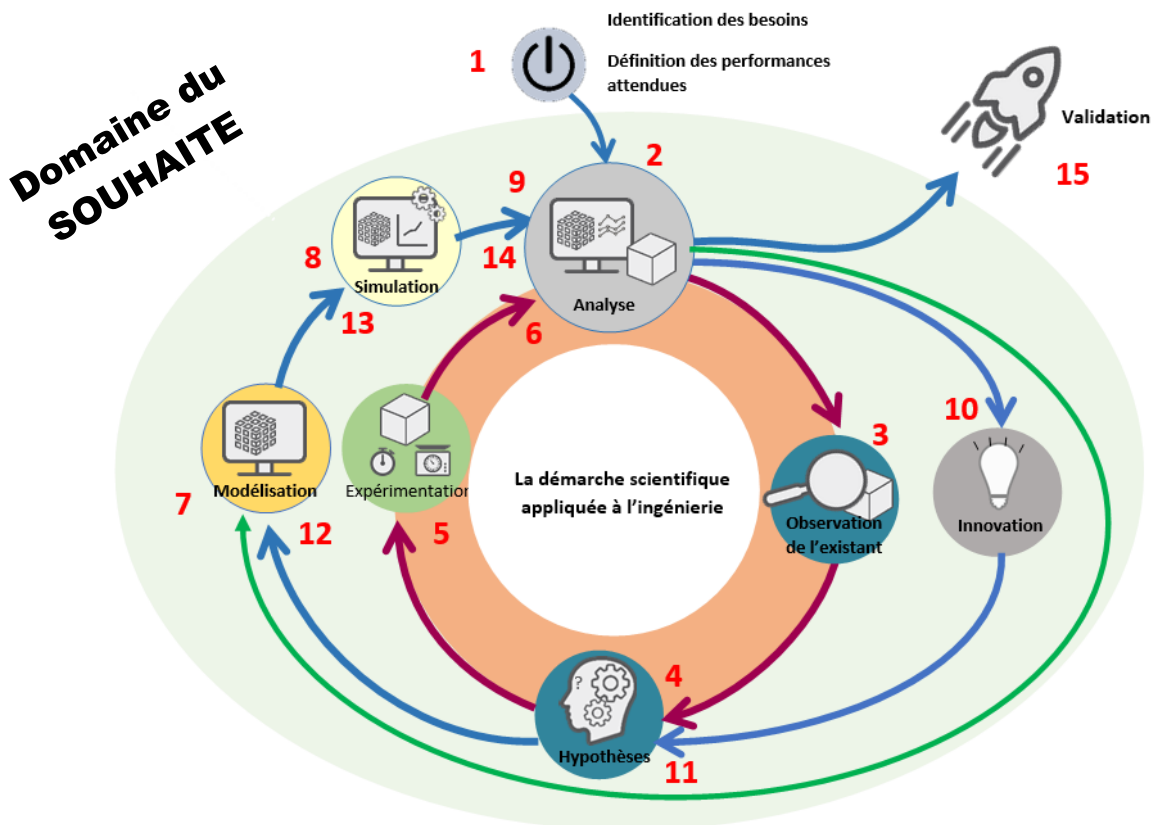 Identification des besoins
1
Définition des performances
attendues
Domaine du
SOUHAITE
2
Validation
15
9
8
14
Simulation
Analyse
13
6
10
3
La démarche scientifique
appliquée à l'ingénierie
Modélisation
Expérimentation
7
12
5
Observation
de l'existant
Innovation
4
?
Hypothèses
11